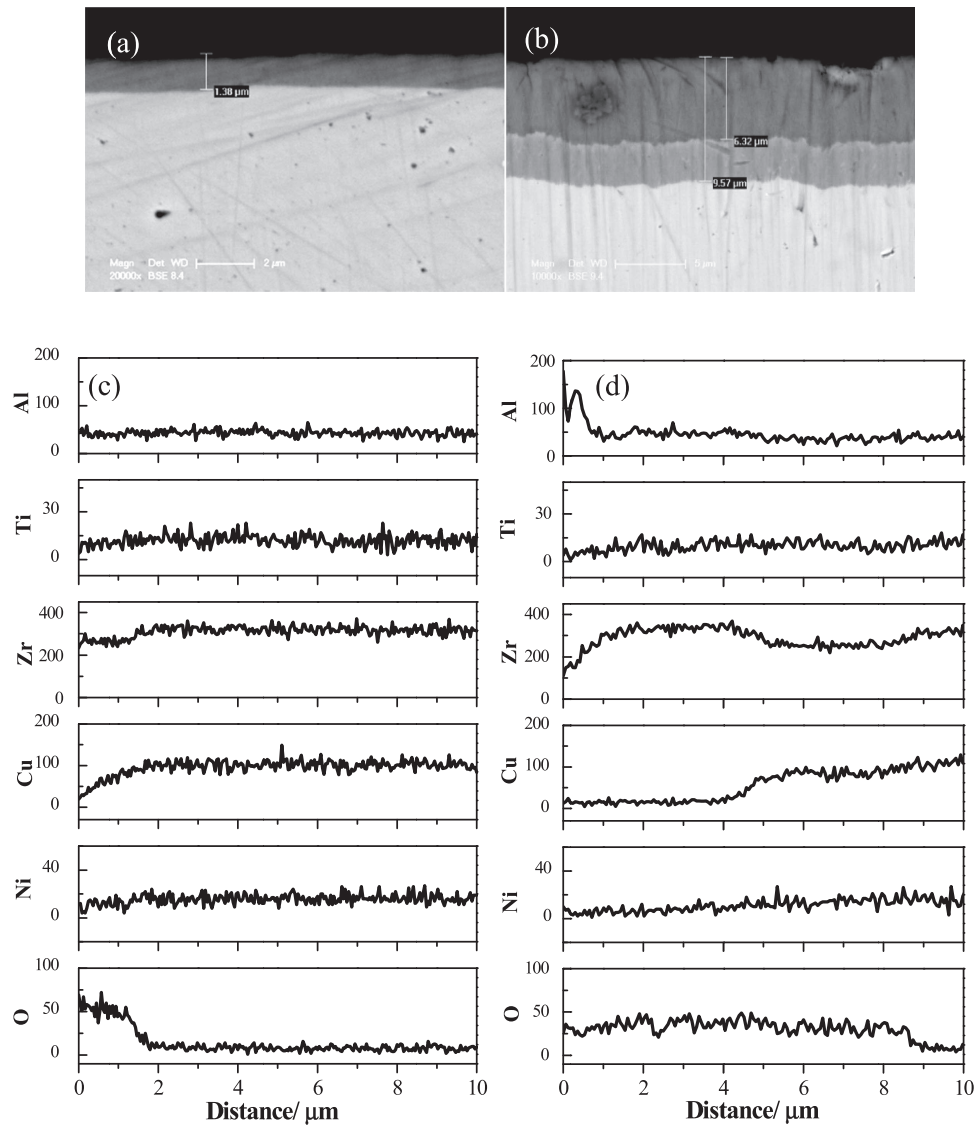 (a)
1.38 µm
Magn Det WD 2 µm
20000x BSE 8.4
(b)
6.32 µm
9.57 µm
Magn Det WD 5 µm
10000x BSE 9.4
(c)
Al
200
100
0
Ti
30
0
Zr
400
200
0
Cu
200
100
0
Ni
40
0
O
100
50
0
0 2 4 6 8 10
Distance/ µm
(d)
Al
200
100
0
Ti
30
0
Zr
400
200
0
Cu
200
100
0
Ni
40
0
O
100
50
0
0 2 4 6 8 10
Distance/ µm